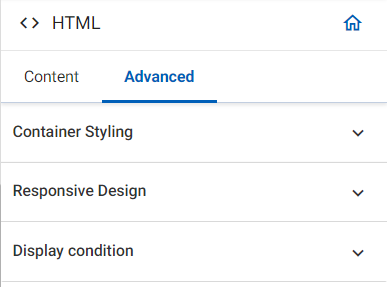 HTML
Content Advanced
Container Styling
Responsive Design
Display condition